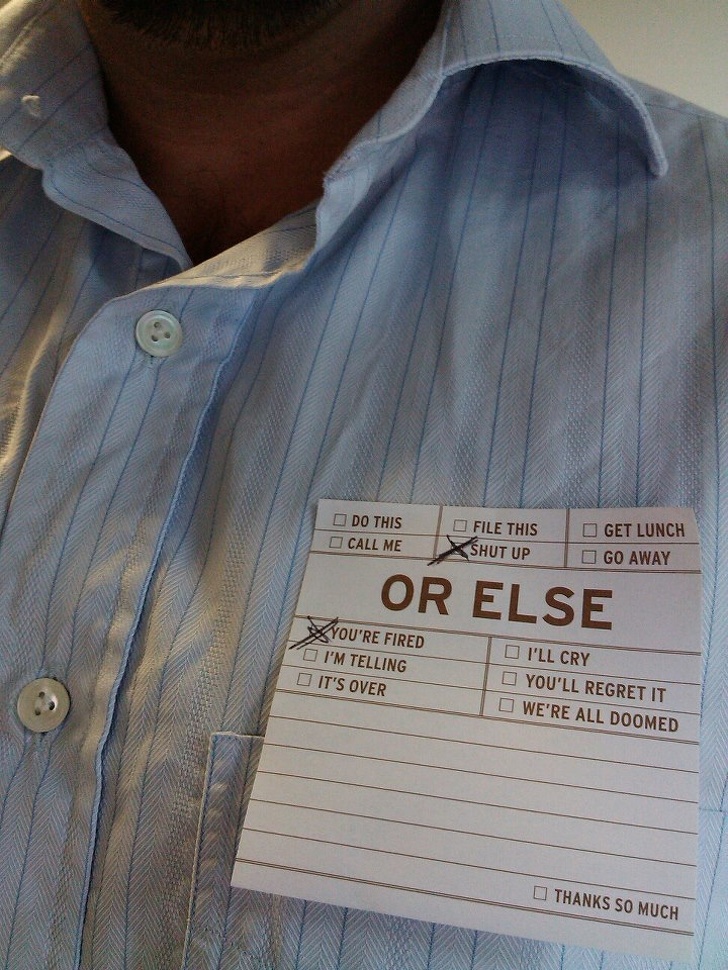 DO THIS FILE THIS GET LUNCH
CALL ME SHUT UP GO AWAY
OR ELSE
YOU'RE FIRED I'LL CRY
I'M TELLING YOU'LL REGRET IT
IT'S OVER WE'RE ALL DOOMED
THANKS SO MUCH